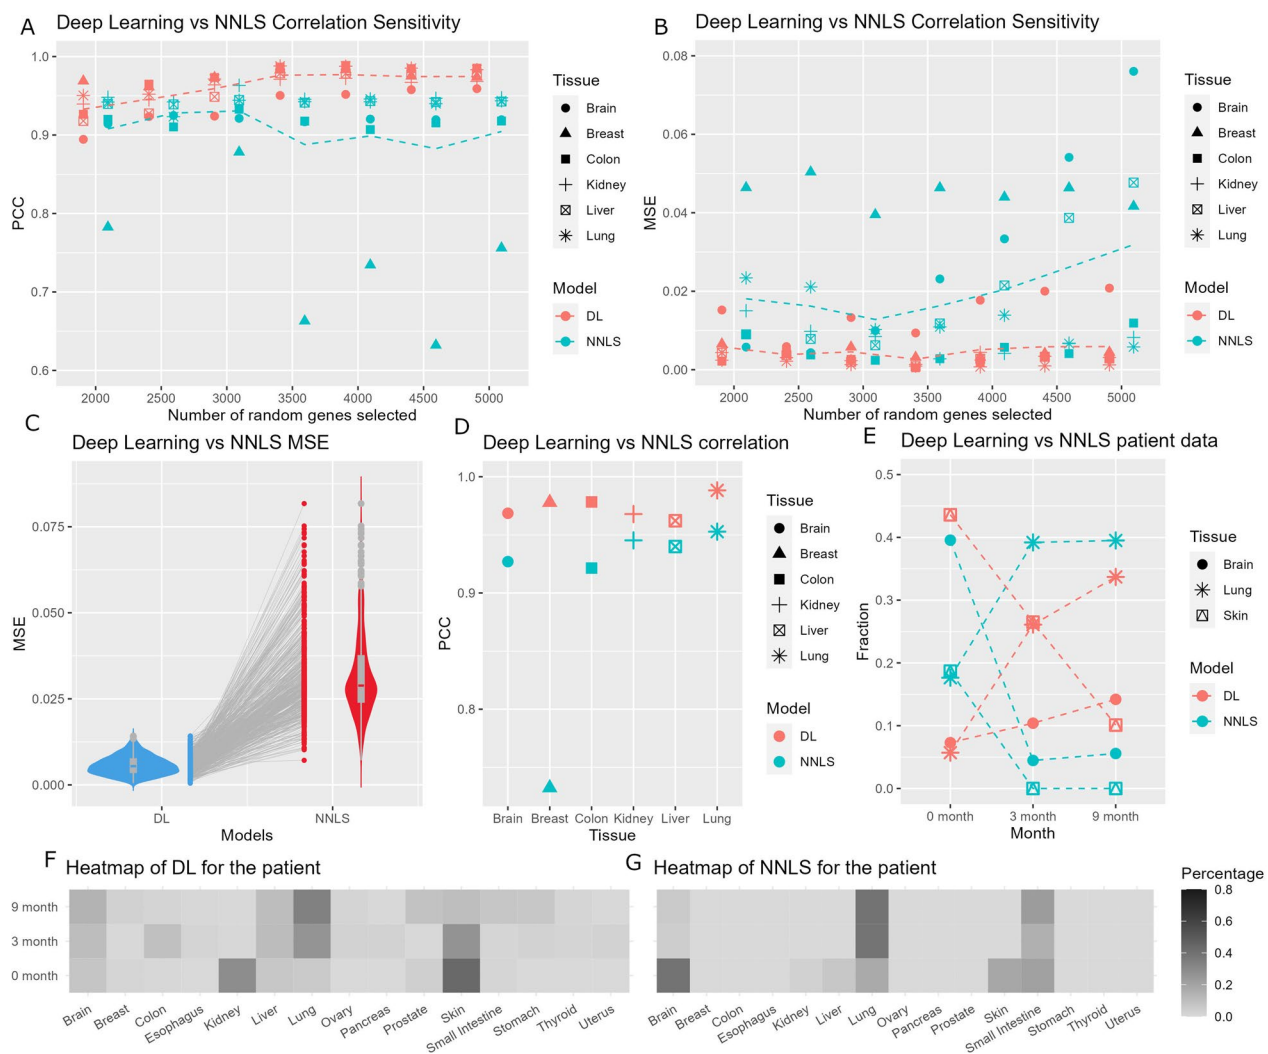 A
Deep Learning vs NNLS Correlation Sensitivity
PCC
1.0
0.9
0.8
0.7
0.6
2000 2500 3000 3500 4000 4500 5000
Number of random genes selected
Tissue
Brain
Breast
Colon
Kidney
Liver
Lung
Model
DL
NNLS
B
Deep Learning vs NNLS Correlation Sensitivity
MSE
0.08
0.06
0.04
0.02
0.00
2000 2500 3000 3500 4000 4500 5000
Number of random genes selected
Tissue
Brain
Breast
Colon
Kidney
Liver
Lung
Model
DL
NNLS
C
Deep Learning vs NNLS MSE
MSE
0.075
0.050
0.025
0.000
DL NNLS
Models
D
Deep Learning vs NNLS correlation
PCC
1.0
0.9
0.8
Brain Breast Colon Kidney Liver Lung
Tissue
Tissue
Brain
Breast
Colon
Kidney
Liver
Lung
Model
DL
NNLS
E
Deep Learning vs NNLS patient data
Fraction
0.5
0.4
0.3
0.2
0.1
0.0
0 month 3 month 9 month
Month
Tissue
Brain
Lung
Skin
Model
DL
NNLS
F
Heatmap of DL for the patient
9 month
3 month
0 month
Brain Breast Colon Esophagus Kidney Liver Lung Ovary Pancreas Prostate Skin Small Intestine Stomach Thyroid Uterus
G
Heatmap of NNLS for the patient
Brain Breast Colon Esophagus Kidney Liver Lung Ovary Pancreas Prostate Skin Small Intestine Stomach Thyroid Uterus
Percentage
0.8
0.6
0.4
0.2
0.0